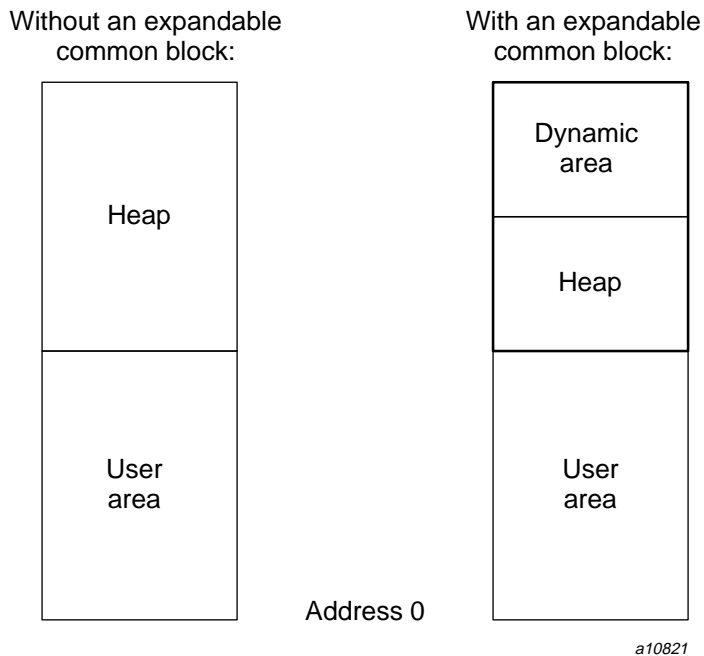 Without an expandable
common block:
With an expandable
common block:
Heap
User
area
Dynamic
area
Heap
User
area
Address 0
a10821